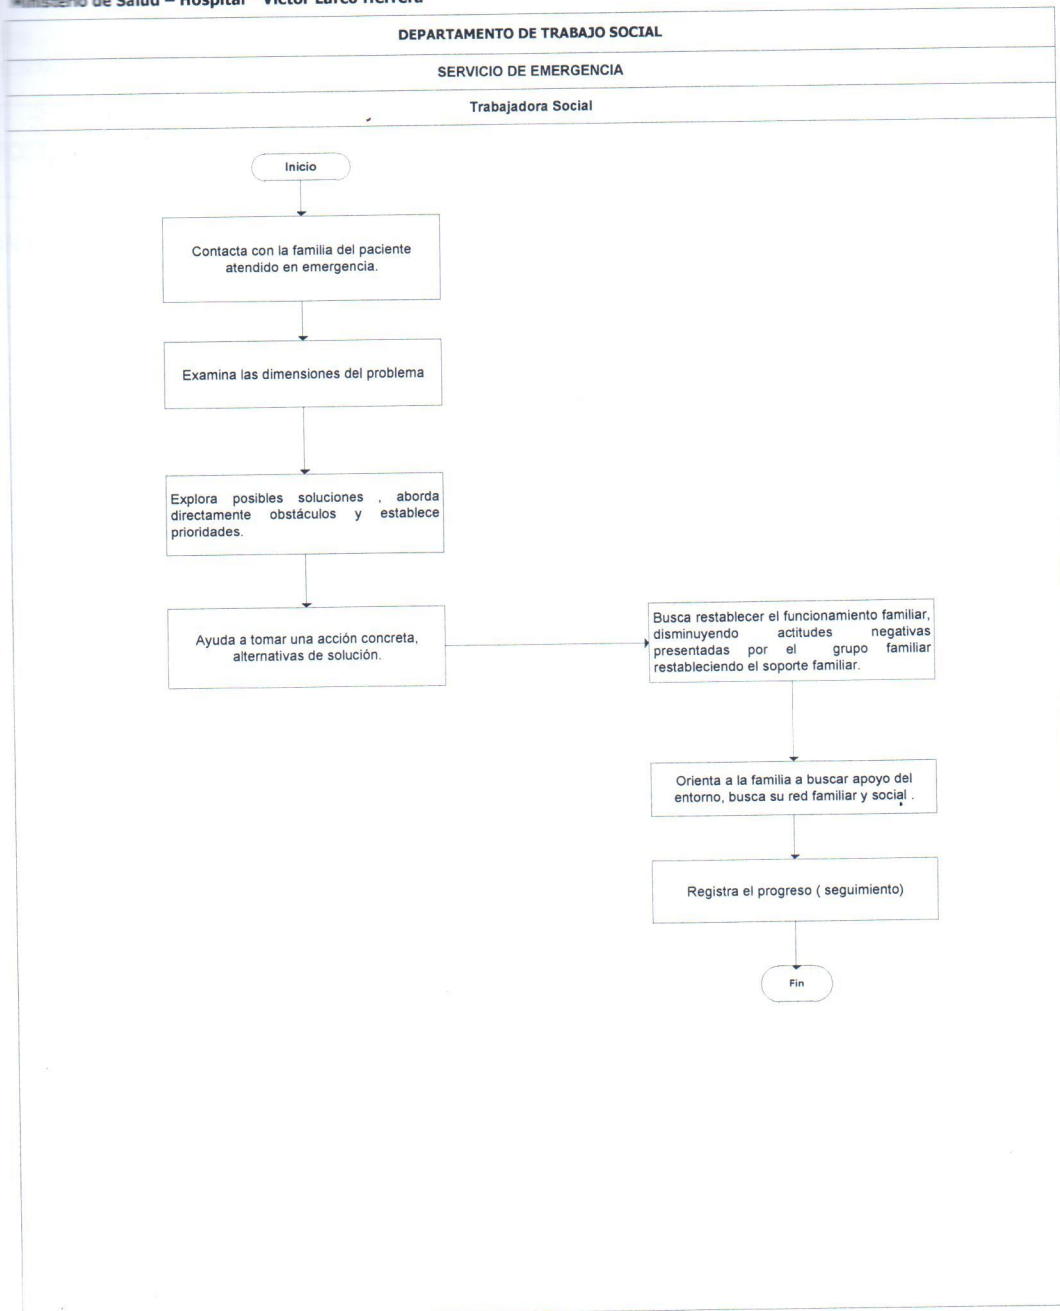 Ministerio de Salud – Hospital "Víctor Larco Herrera"
DEPARTAMENTO DE TRABAJO SOCIAL
SERVICIO DE EMERGENCIA
Trabajadora Social
Inicio
Contacta con la familia del paciente
atendido en emergencia.
Examina las dimensiones del problema
Explora posibles soluciones , aborda
directamente obstáculos y establece
prioridades.
Ayuda a tomar una acción concreta,
alternativas de solución.
Busca restablecer el funcionamiento familiar,
disminuyendo actitudes negativas
presentadas por el grupo familiar
restableciendo el soporte familiar.
Orienta a la familia a buscar apoyo del
entorno, busca su red familiar y social .
Registra el progreso ( seguimiento)
Fin